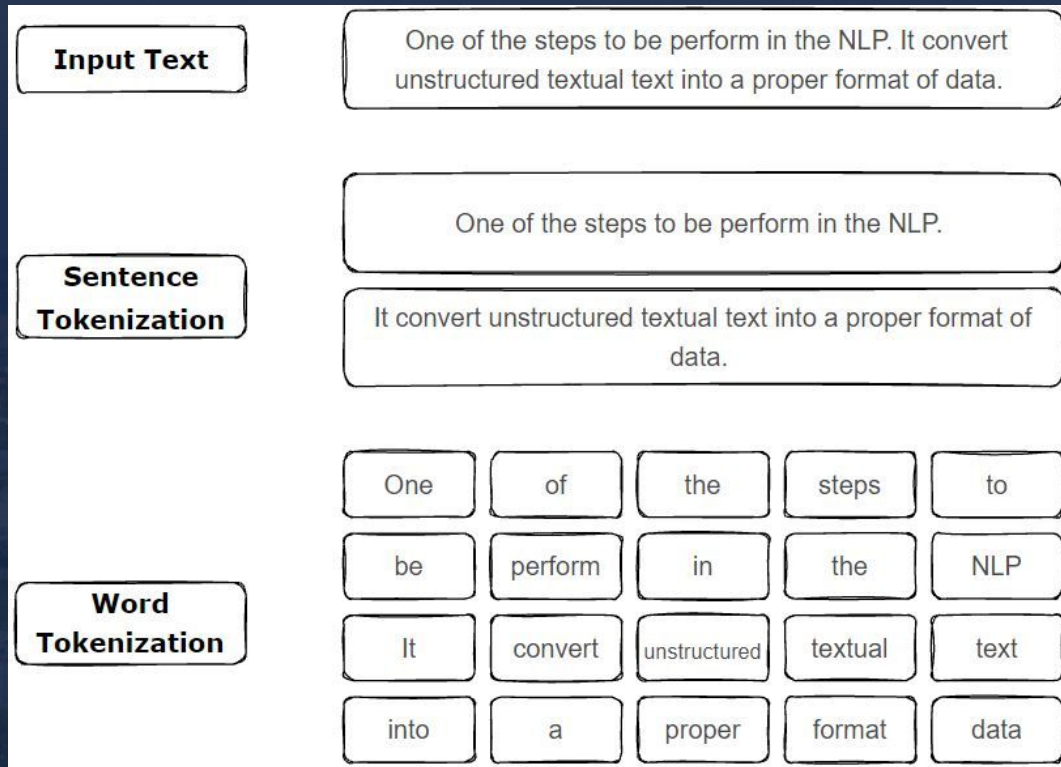 Input Text
One of the steps to be perform in the NLP. It convert
unstructured textual text into a proper format of data.
Sentence
Tokenization
One of the steps to be perform in the NLP.
It convert unstructured textual text into a proper format of
data.
Word
Tokenization
One of the steps to
be perform in the NLP
It convert unstructured textual text
into a proper format data